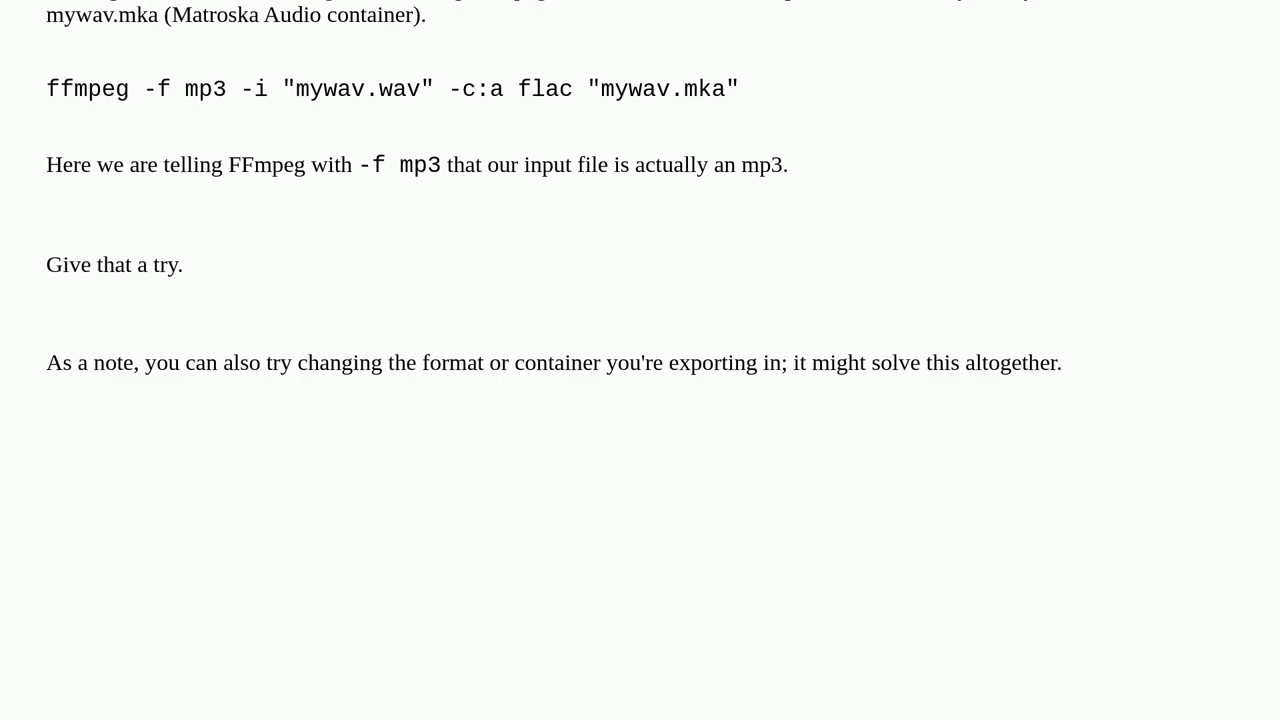 mywav.mka (Matroska Audio container).
ffmpeg -f mp3 -i "mywav.wav" -c:a flac "mywav.mka"
Here we are telling FFmpeg with -f mp3 that our input file is actually an mp3.
Give that a try.
As a note, you can also try changing the format or container you're exporting in; it might solve this altogether.